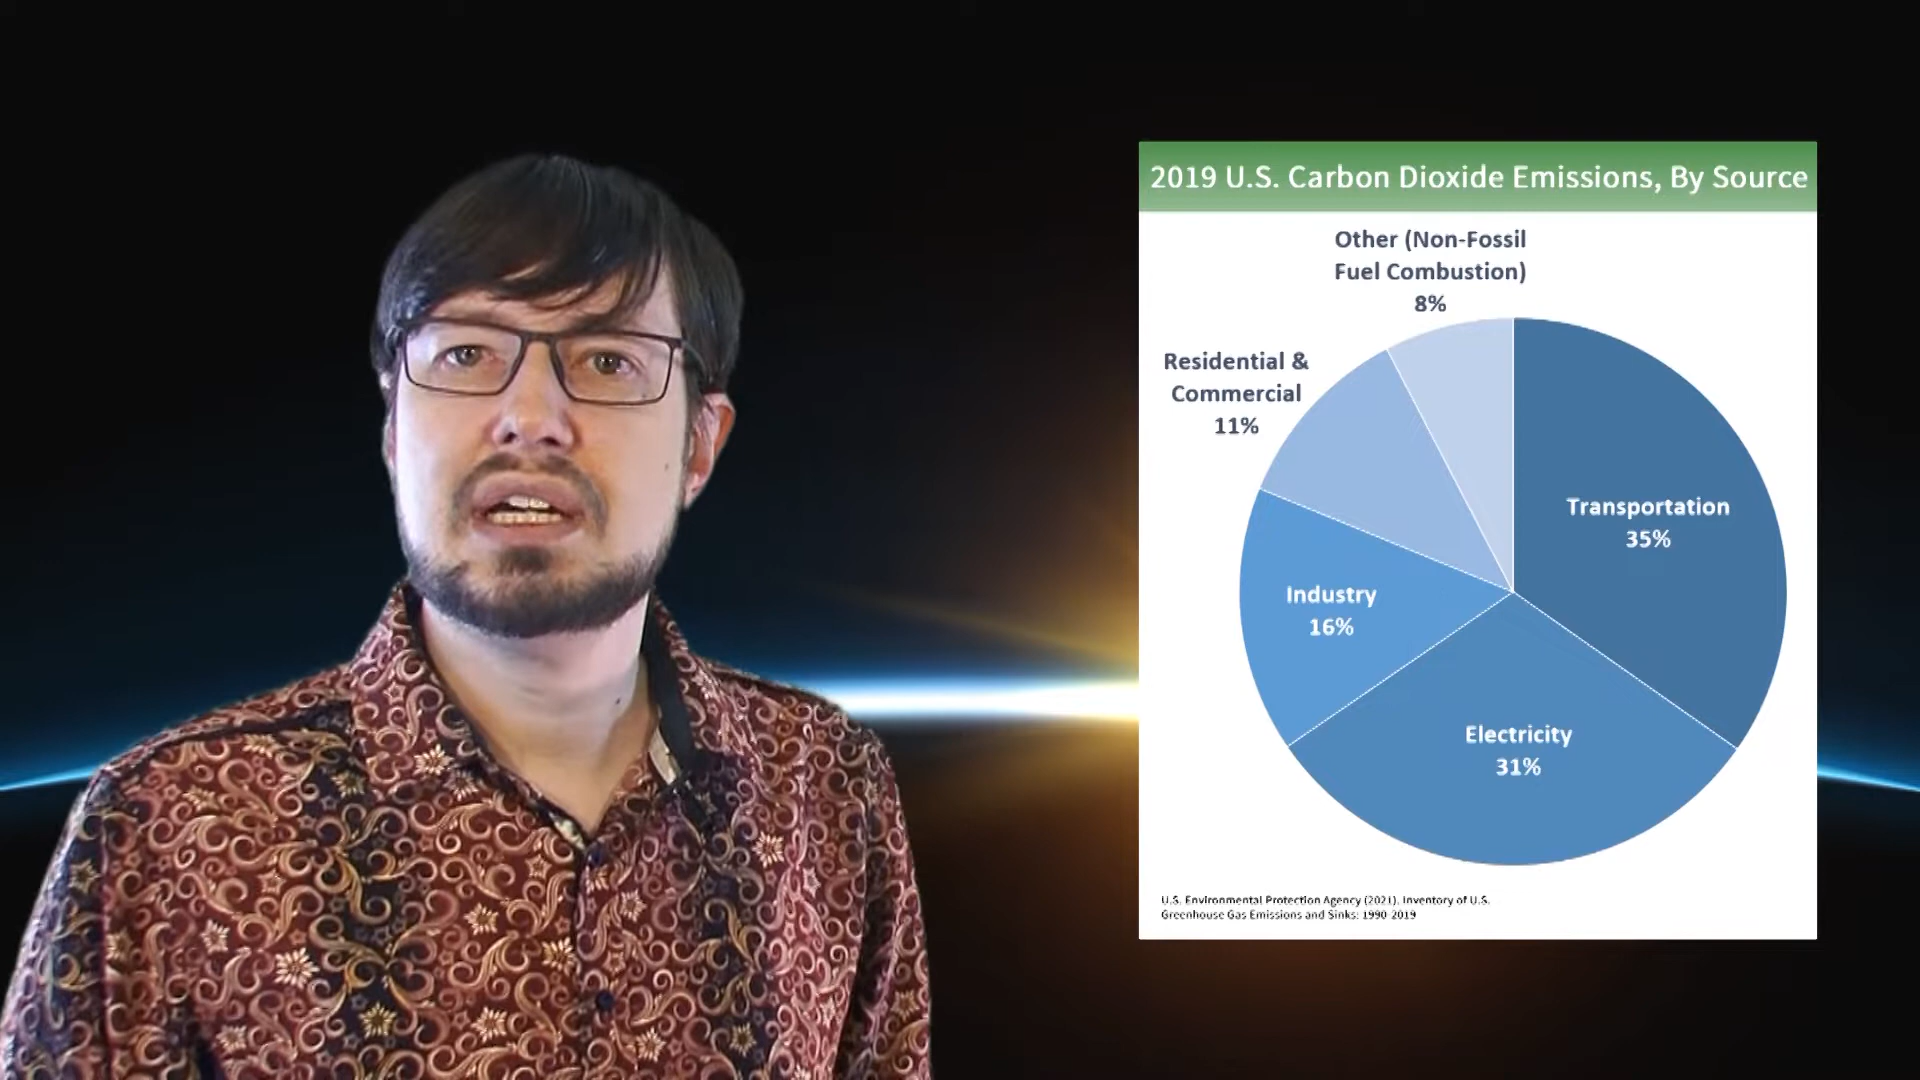 2019 U.S. Carbon Dioxide Emissions, By Source
Other (Non-Fossil
Fuel Combustion)
8%
Residential &
Commercial
11%
Transportation
35%
Industry
16%
Electricity
31%
U.S. Environmental Protection Agency (2021). Inventory of U.S.
Greenhouse Gas Emissions and Sinks: 1990-2019